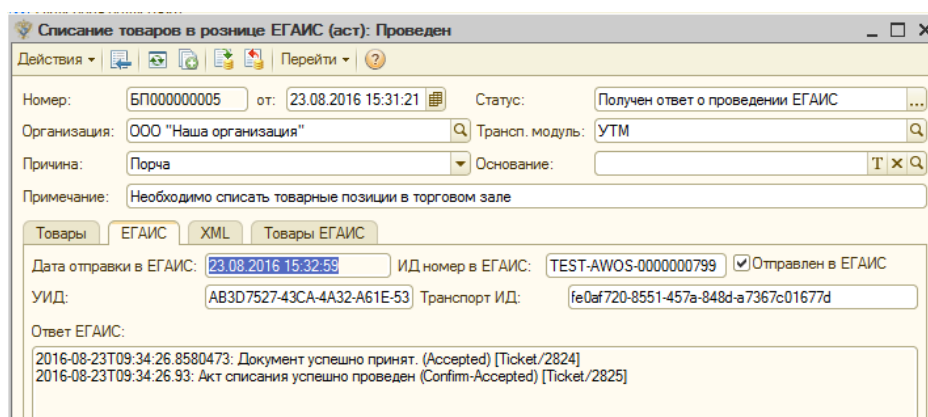 Списание товаров в рознице ЕГАИС (аст): Проведен
Действия Перейти ?
Номер: БП000000005 от: 23.08.2016 15:31:21 Статус: Получен ответ о проведении ЕГАИС ...
Организация: ООО "Наша организация" Трансп. модуль: УТМ
Причина: Порча Основание: T x
Примечание: Необходимо списать товарные позиции в торговом зале
Товары ЕГАИС XML Товары ЕГАИС
Дата отправки в ЕГАИС: 23.08.2016 15:32:59 ИД номер в ЕГАИС: TEST-AWOS-0000000799 Отправлен в ЕГАИС
УИД: AB3D7527-43CA-4A32-A61E-53 Транспорт ИД: fe0af720-8551-457a-848d-a7367c01677d
Ответ ЕГАИС:
2016-08-23T09:34:26.8580473: Документ успешно принят. (Accepted) [Ticket/2824]
2016-08-23T09:34:26.93: Акт списания успешно проведен (Confirm-Accepted) [Ticket/2825]